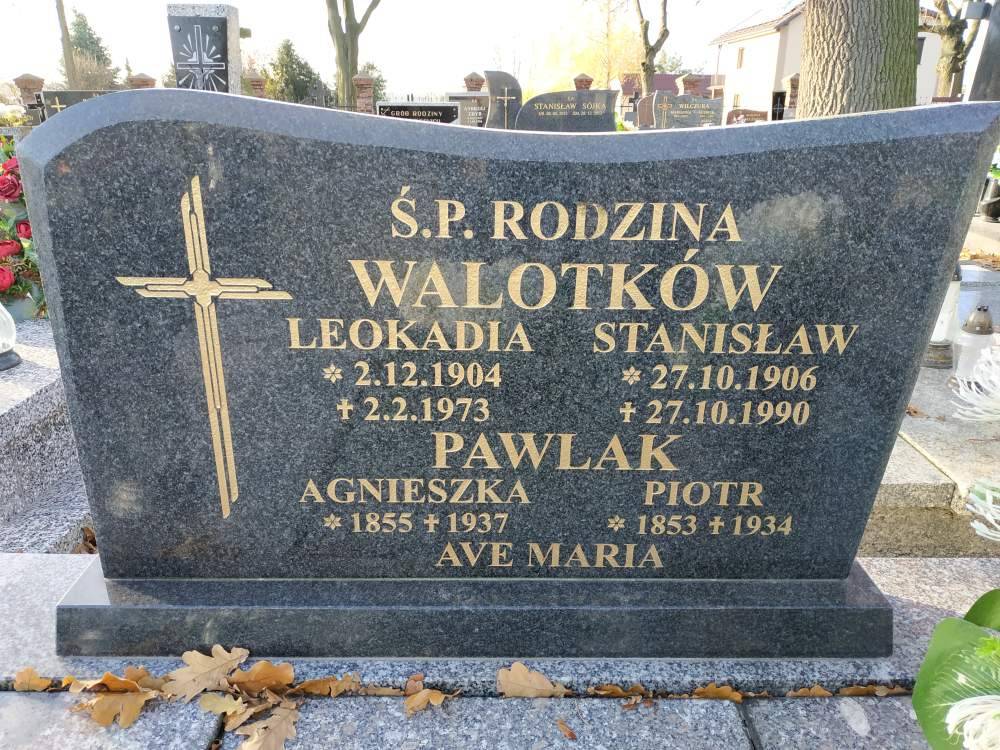 Ś.P. RODZINA
WALOTKÓW
LEOKADIA STANISŁAW
* 2.12.1904 * 27.10.1906
✝ 2.2.1973 ✝ 27.10.1990
PAWLAK
AGNIESZKA PIOTR
* 1855 ✝ 1937 * 1853 ✝ 1934
AVE MARIA
GROB RODZINY
STANISŁAW SÓJKA
WILCZURA